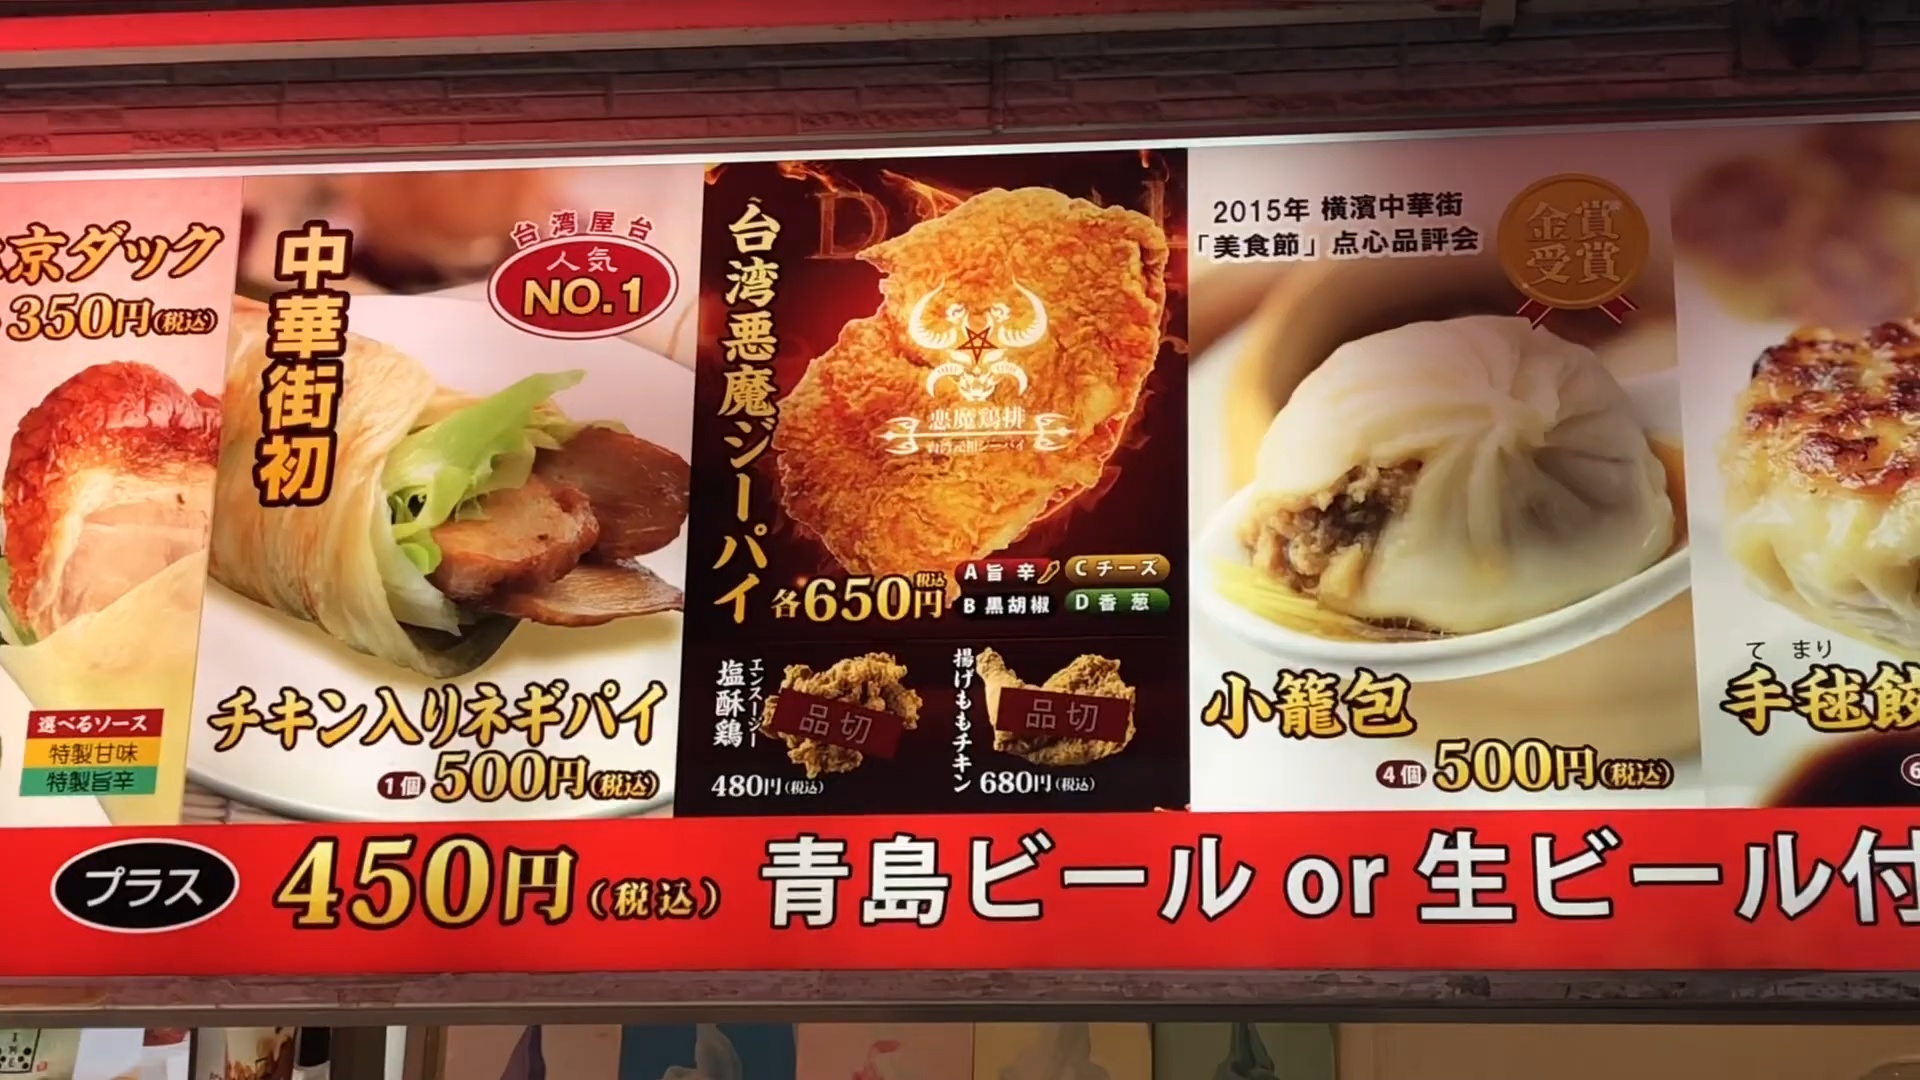 京ダック
350円(税込)
選べるソース
特製甘味
特製旨辛
中華街初
台湾屋台
人気
NO.1
チキン入りネギパイ
1個 500円(税込)
台湾悪魔ジーパイ
悪魔鶏排
台湾元祖ジーパイ
各650円 税込
A 旨辛
B 黒胡椒
C チーズ
D 香葱
塩酥鶏
エンスージー
品切
480円(税込)
揚げももチキン
品切
680円(税込)
2015年 横濱中華街
「美食節」点心品評会
金賞
受賞
小籠包
4個 500円(税込)
て まり
手毬餃
6
プラス 450円(税込) 青島ビール or 生ビール付